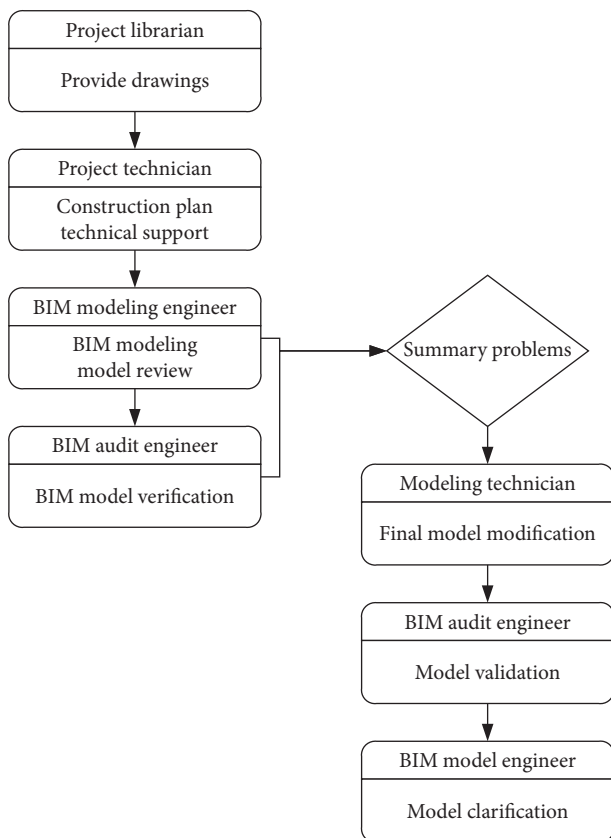 Project librarian
Provide drawings
Project technician
Construction plan
technical support
BIM modeling engineer
BIM modeling
model review
BIM audit engineer
BIM model verification
Summary problems
Modeling technician
Final model modification
BIM audit engineer
Model validation
BIM model engineer
Model clarification